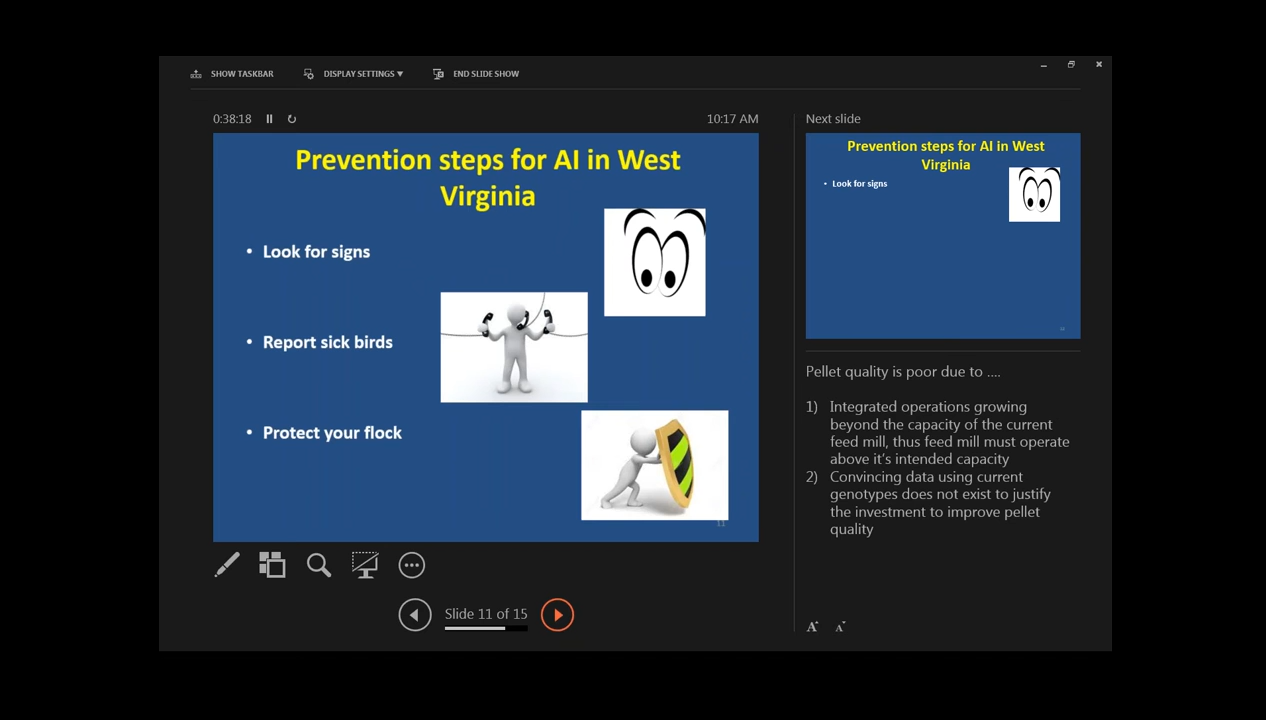 SHOW TASKBAR
DISPLAY SETTINGS ▼
END SLIDE SHOW
0:38:18
10:17 AM
Prevention steps for AI in West
Virginia
• Look for signs
• Report sick birds
• Protect your flock
11
Slide 11 of 15
Next slide
Prevention steps for AI in West
Virginia
• Look for signs
Pellet quality is poor due to ....
1) Integrated operations growing
beyond the capacity of the current
feed mill, thus feed mill must operate
above it's intended capacity
2) Convincing data using current
genotypes does not exist to justify
the investment to improve pellet
quality
A A